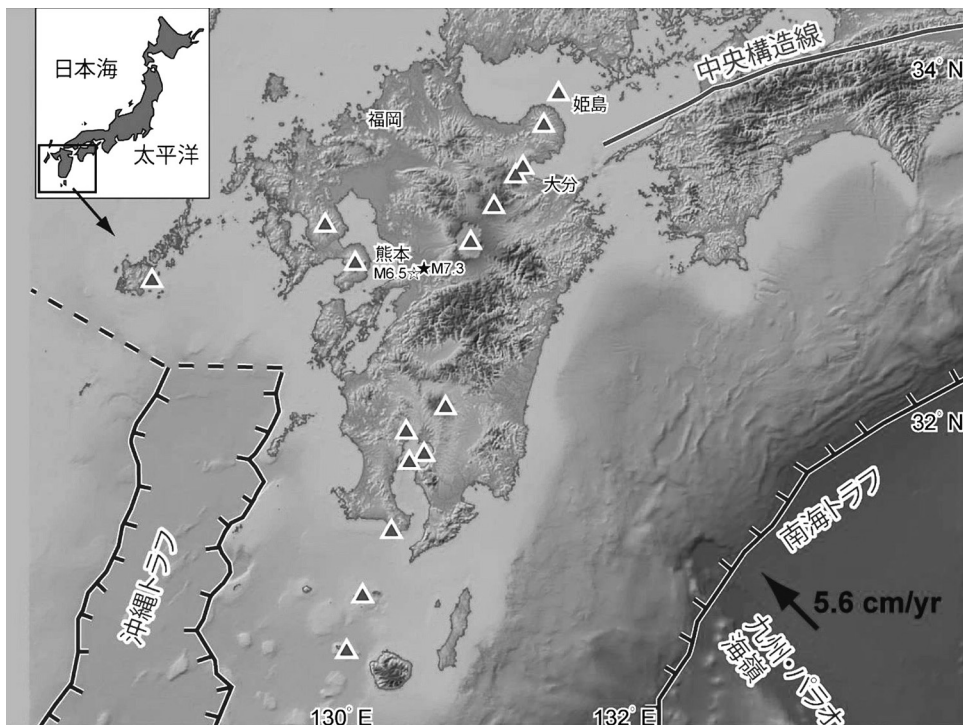 日本海
太平洋
中央構造線
34°N
姫島
福岡
大分
熊本
M6.5☆★M7.3
32°N
南海トラフ
沖縄トラフ
5.6 cm/yr
九州・パラオ
海嶺
130°E
132°E